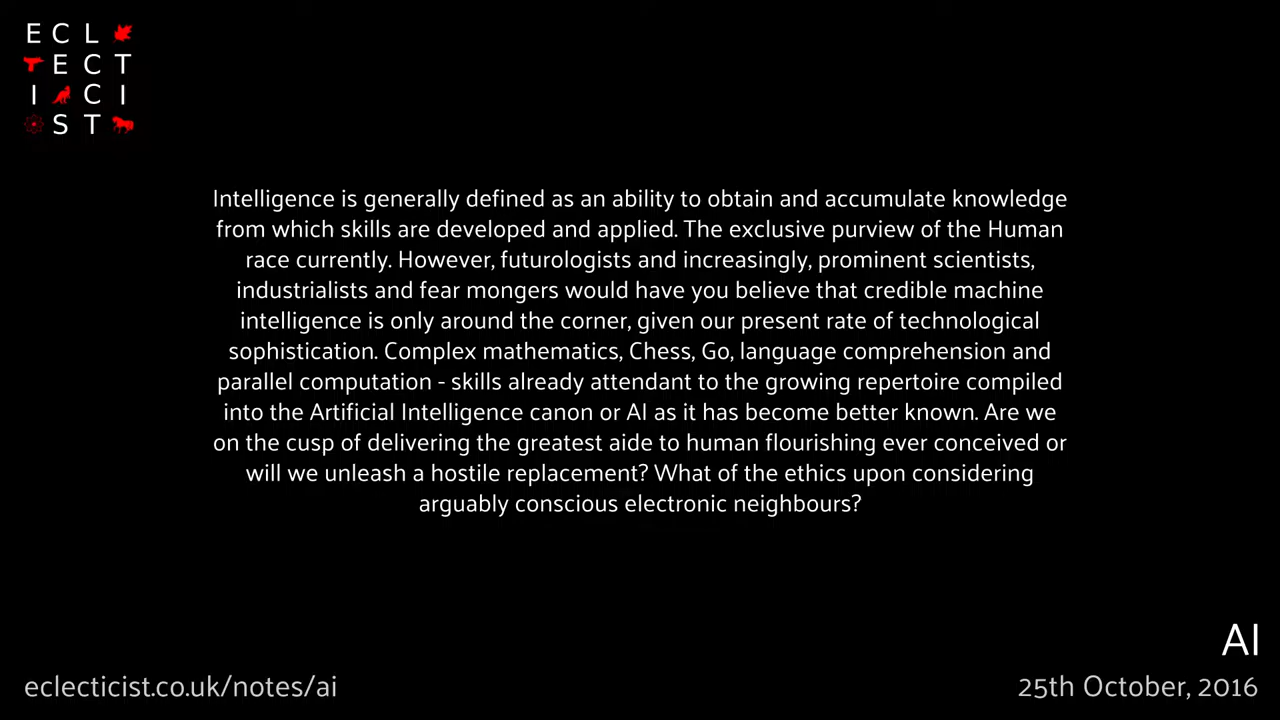 E C L
E C T
I C I
S T
Intelligence is generally defined as an ability to obtain and accumulate knowledge
from which skills are developed and applied. The exclusive purview of the Human
race currently. However, futurologists and increasingly, prominent scientists,
industrialists and fear mongers would have you believe that credible machine
intelligence is only around the corner, given our present rate of technological
sophistication. Complex mathematics, Chess, Go, language comprehension and
parallel computation - skills already attendant to the growing repertoire compiled
into the Artificial Intelligence canon or AI as it has become better known. Are we
on the cusp of delivering the greatest aide to human flourishing ever conceived or
will we unleash a hostile replacement? What of the ethics upon considering
arguably conscious electronic neighbours?
AI
eclecticist.co.uk/notes/ai
25th October, 2016